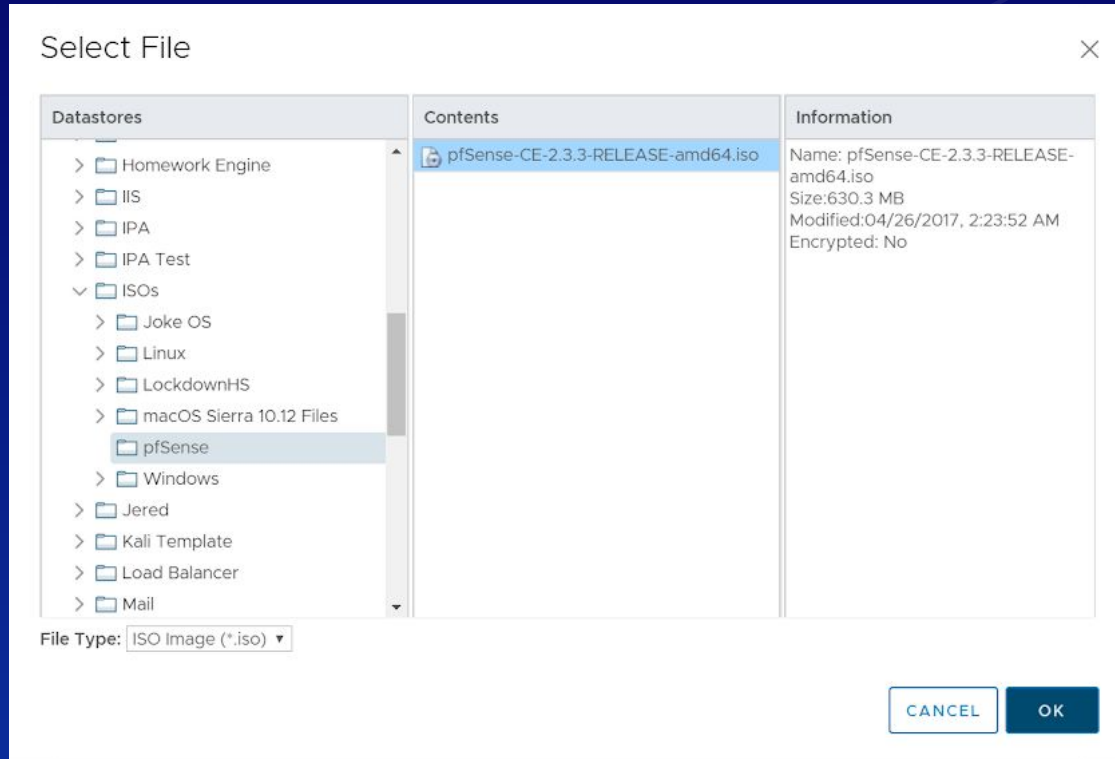 Select File
Datastores
Contents
Information
Homework Engine
IIS
IPA
IPA Test
ISOs
Joke OS
Linux
LockdownHS
macOS Sierra 10.12 Files
pfSense
Windows
Jered
Kali Template
Load Balancer
Mail
pfSense-CE-2.3.3-RELEASE-amd64.iso
Name: pfSense-CE-2.3.3-RELEASE-
amd64.iso
Size:630.3 MB
Modified:04/26/2017, 2:23:52 AM
Encrypted: No
File Type: ISO Image (*.iso)
CANCEL
OK